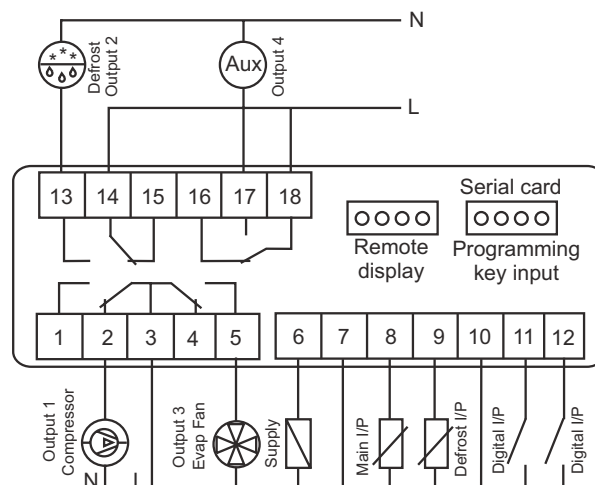 N
Defrost
Output 2
Aux
Output 4
L
13 14 15 16 17 18
Serial card
Remote
display
Programming
key input
1 2 3 4 5 6 7 8 9 10 11 12
Output 1
Compressor
Output 3
Evap Fan
Supply
Main I/P
Defrost I/P
Digital I/P
Digital I/P
N L